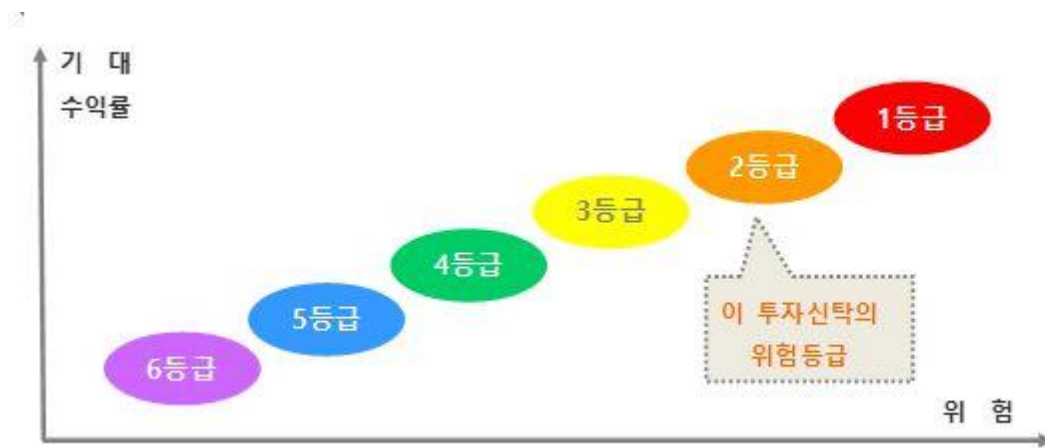 기 대
수익률
1등급
2등급
3등급
4등급
5등급
6등급
이 투자신탁의
위험등급
위 험